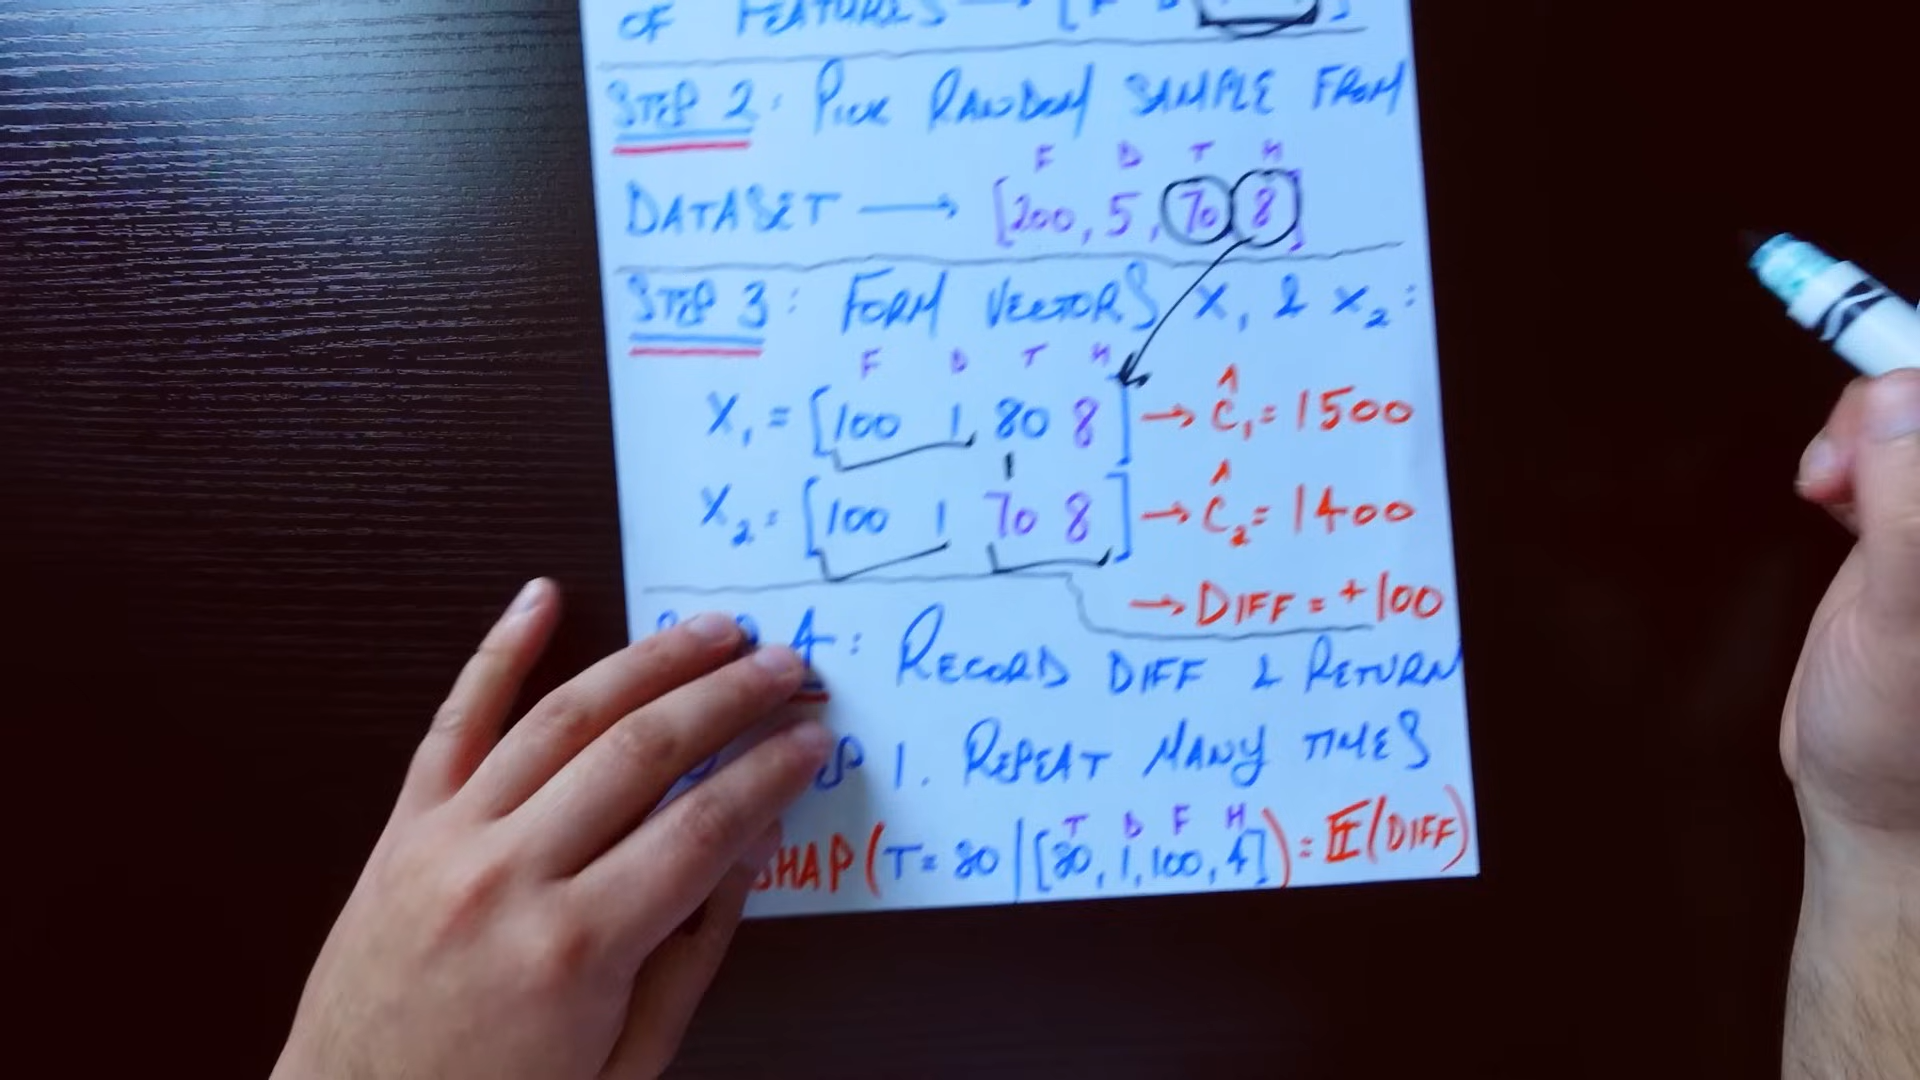 OF FEATURES → [F D
STEP 2: PICK RANDOM SAMPLE FROM
F D T H
DATASET → [200, 5, 70 8]
STEP 3: FORM VECTORS X₁ & X₂:
F D T H
X₁ = [100 1, 80 8] → Ĉ₁ = 1500
X₂ = [100 1 70 8] → Ĉ₂ = 1400
→ DIFF = +100
4: RECORD DIFF & RETURN
1. REPEAT MANY TIMES
T D F H
SHAP (T = 80 | [80, 1, 100, 4]) = E(DIFF)